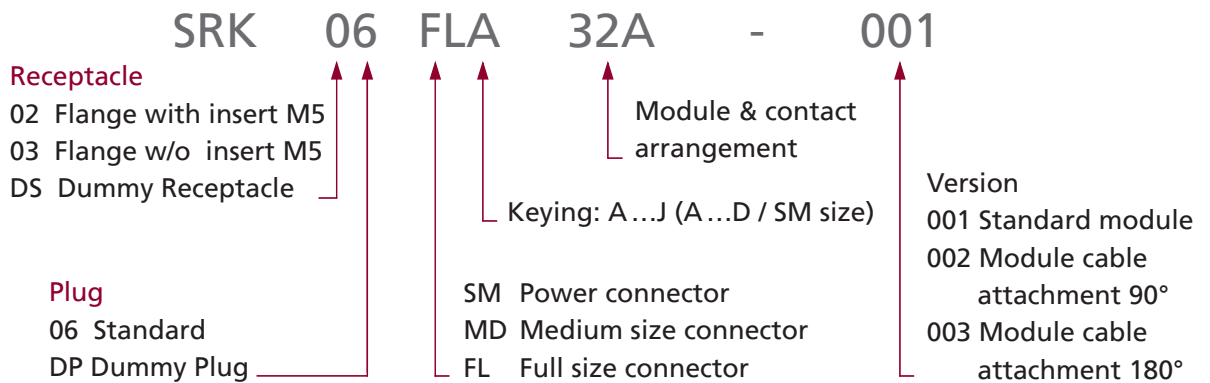 SRK 06 FLA 32A - 001
Receptacle
02 Flange with insert M5
03 Flange w/o insert M5
DS Dummy Receptacle
Plug
06 Standard
DP Dummy Plug
SM Power connector
MD Medium size connector
FL Full size connector
Keying: A...J (A...D / SM size)
Module & contact
arrangement
Version
001 Standard module
002 Module cable
attachment 90°
003 Module cable
attachment 180°